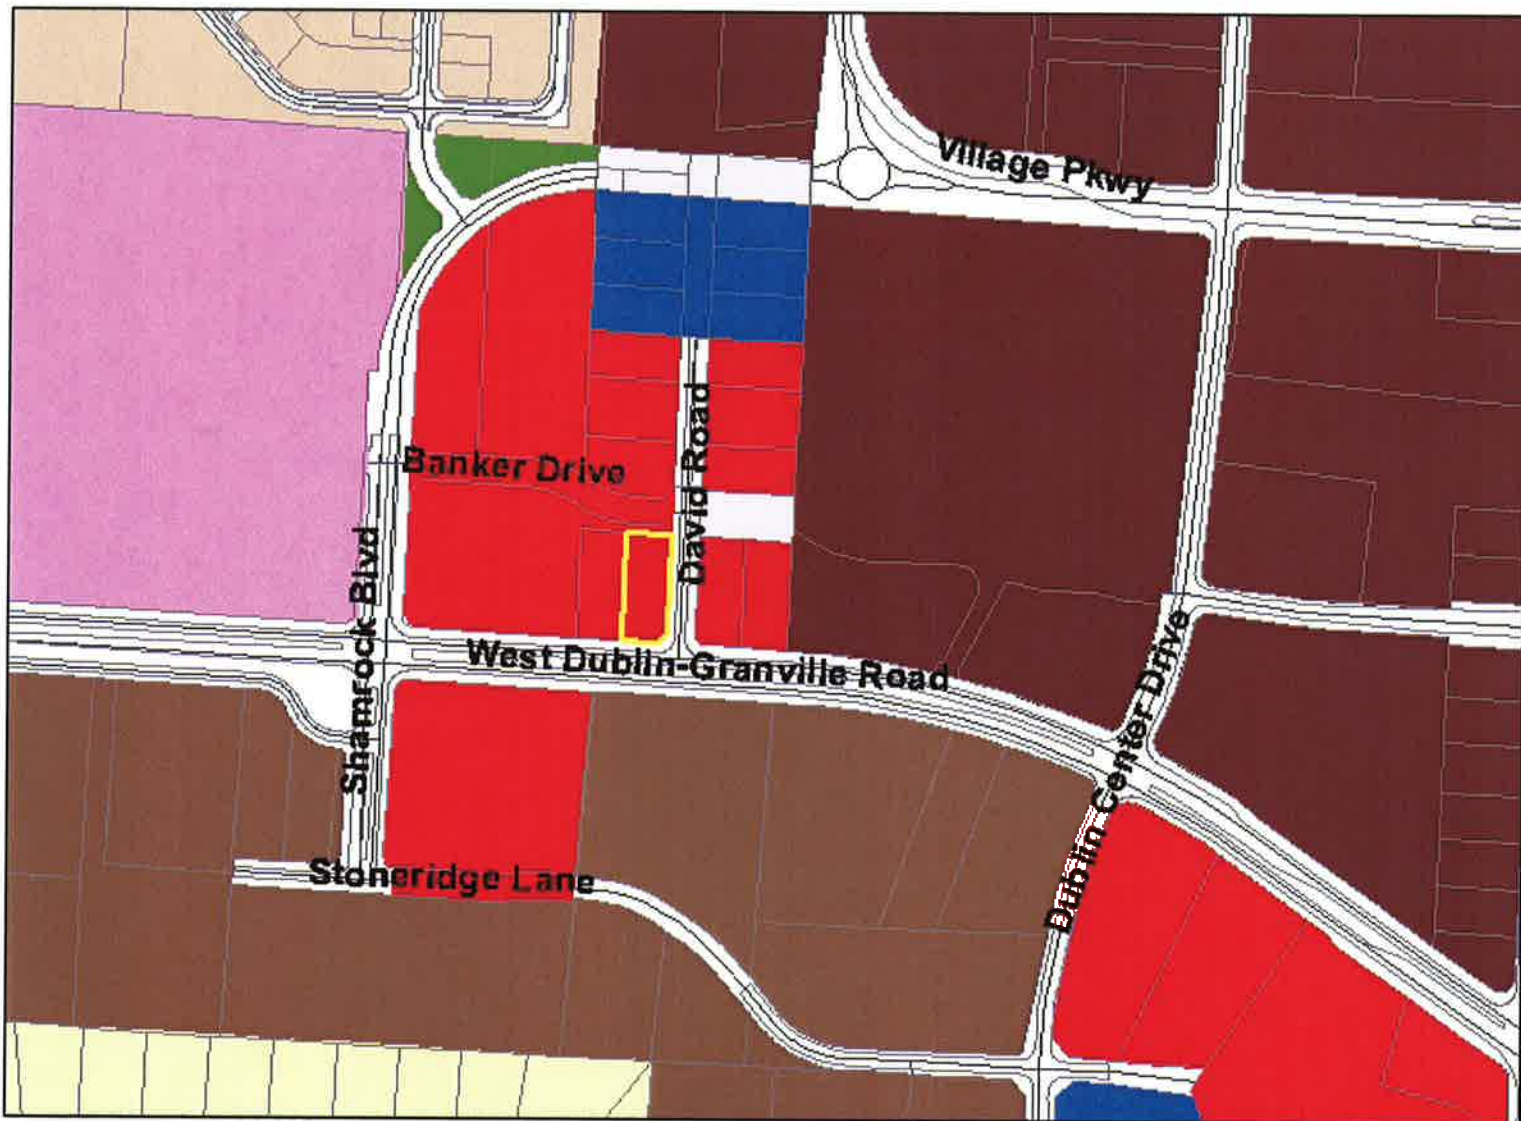 Village Pkwy
Banker Drive
David Road
Shamrock Blvd
West Dublin-Granville Road
Dublin Center Drive
Stoneridge Lane